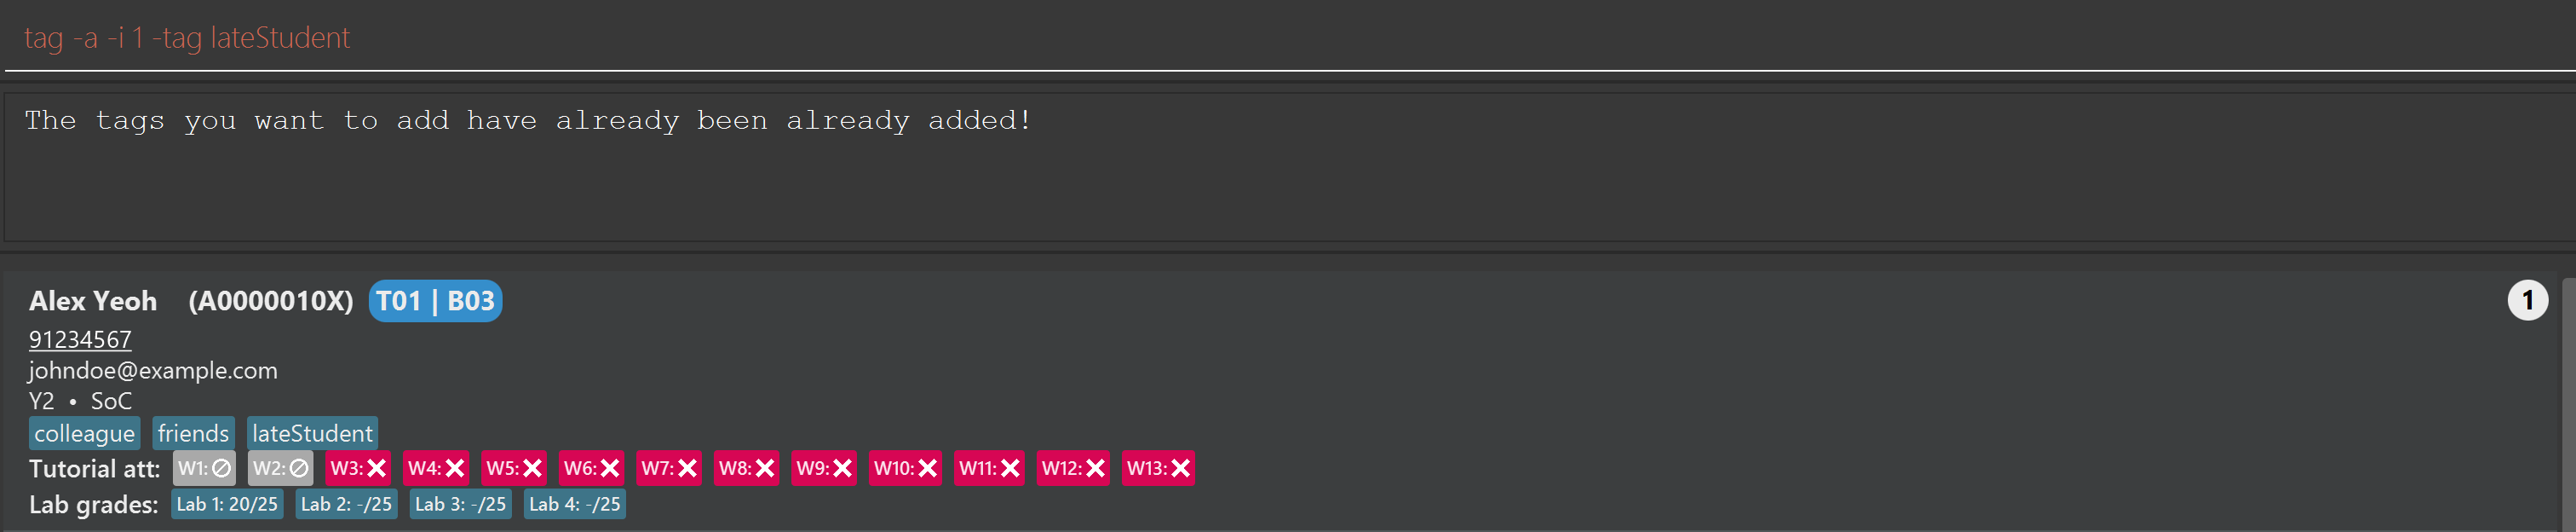 tag -a -i 1 -tag lateStudent
The tags you want to add have already been already added!
Alex Yeoh (A0000010X) T01 | B03 1
91234567
johndoe@example.com
Y2 • SoC
colleague friends lateStudent
Tutorial att: W1: W2: W3: W4: W5: W6: W7: W8: W9: W10: W11: W12: W13:
Lab grades: Lab 1: 20/25 Lab 2: -/25 Lab 3: -/25 Lab 4: -/25